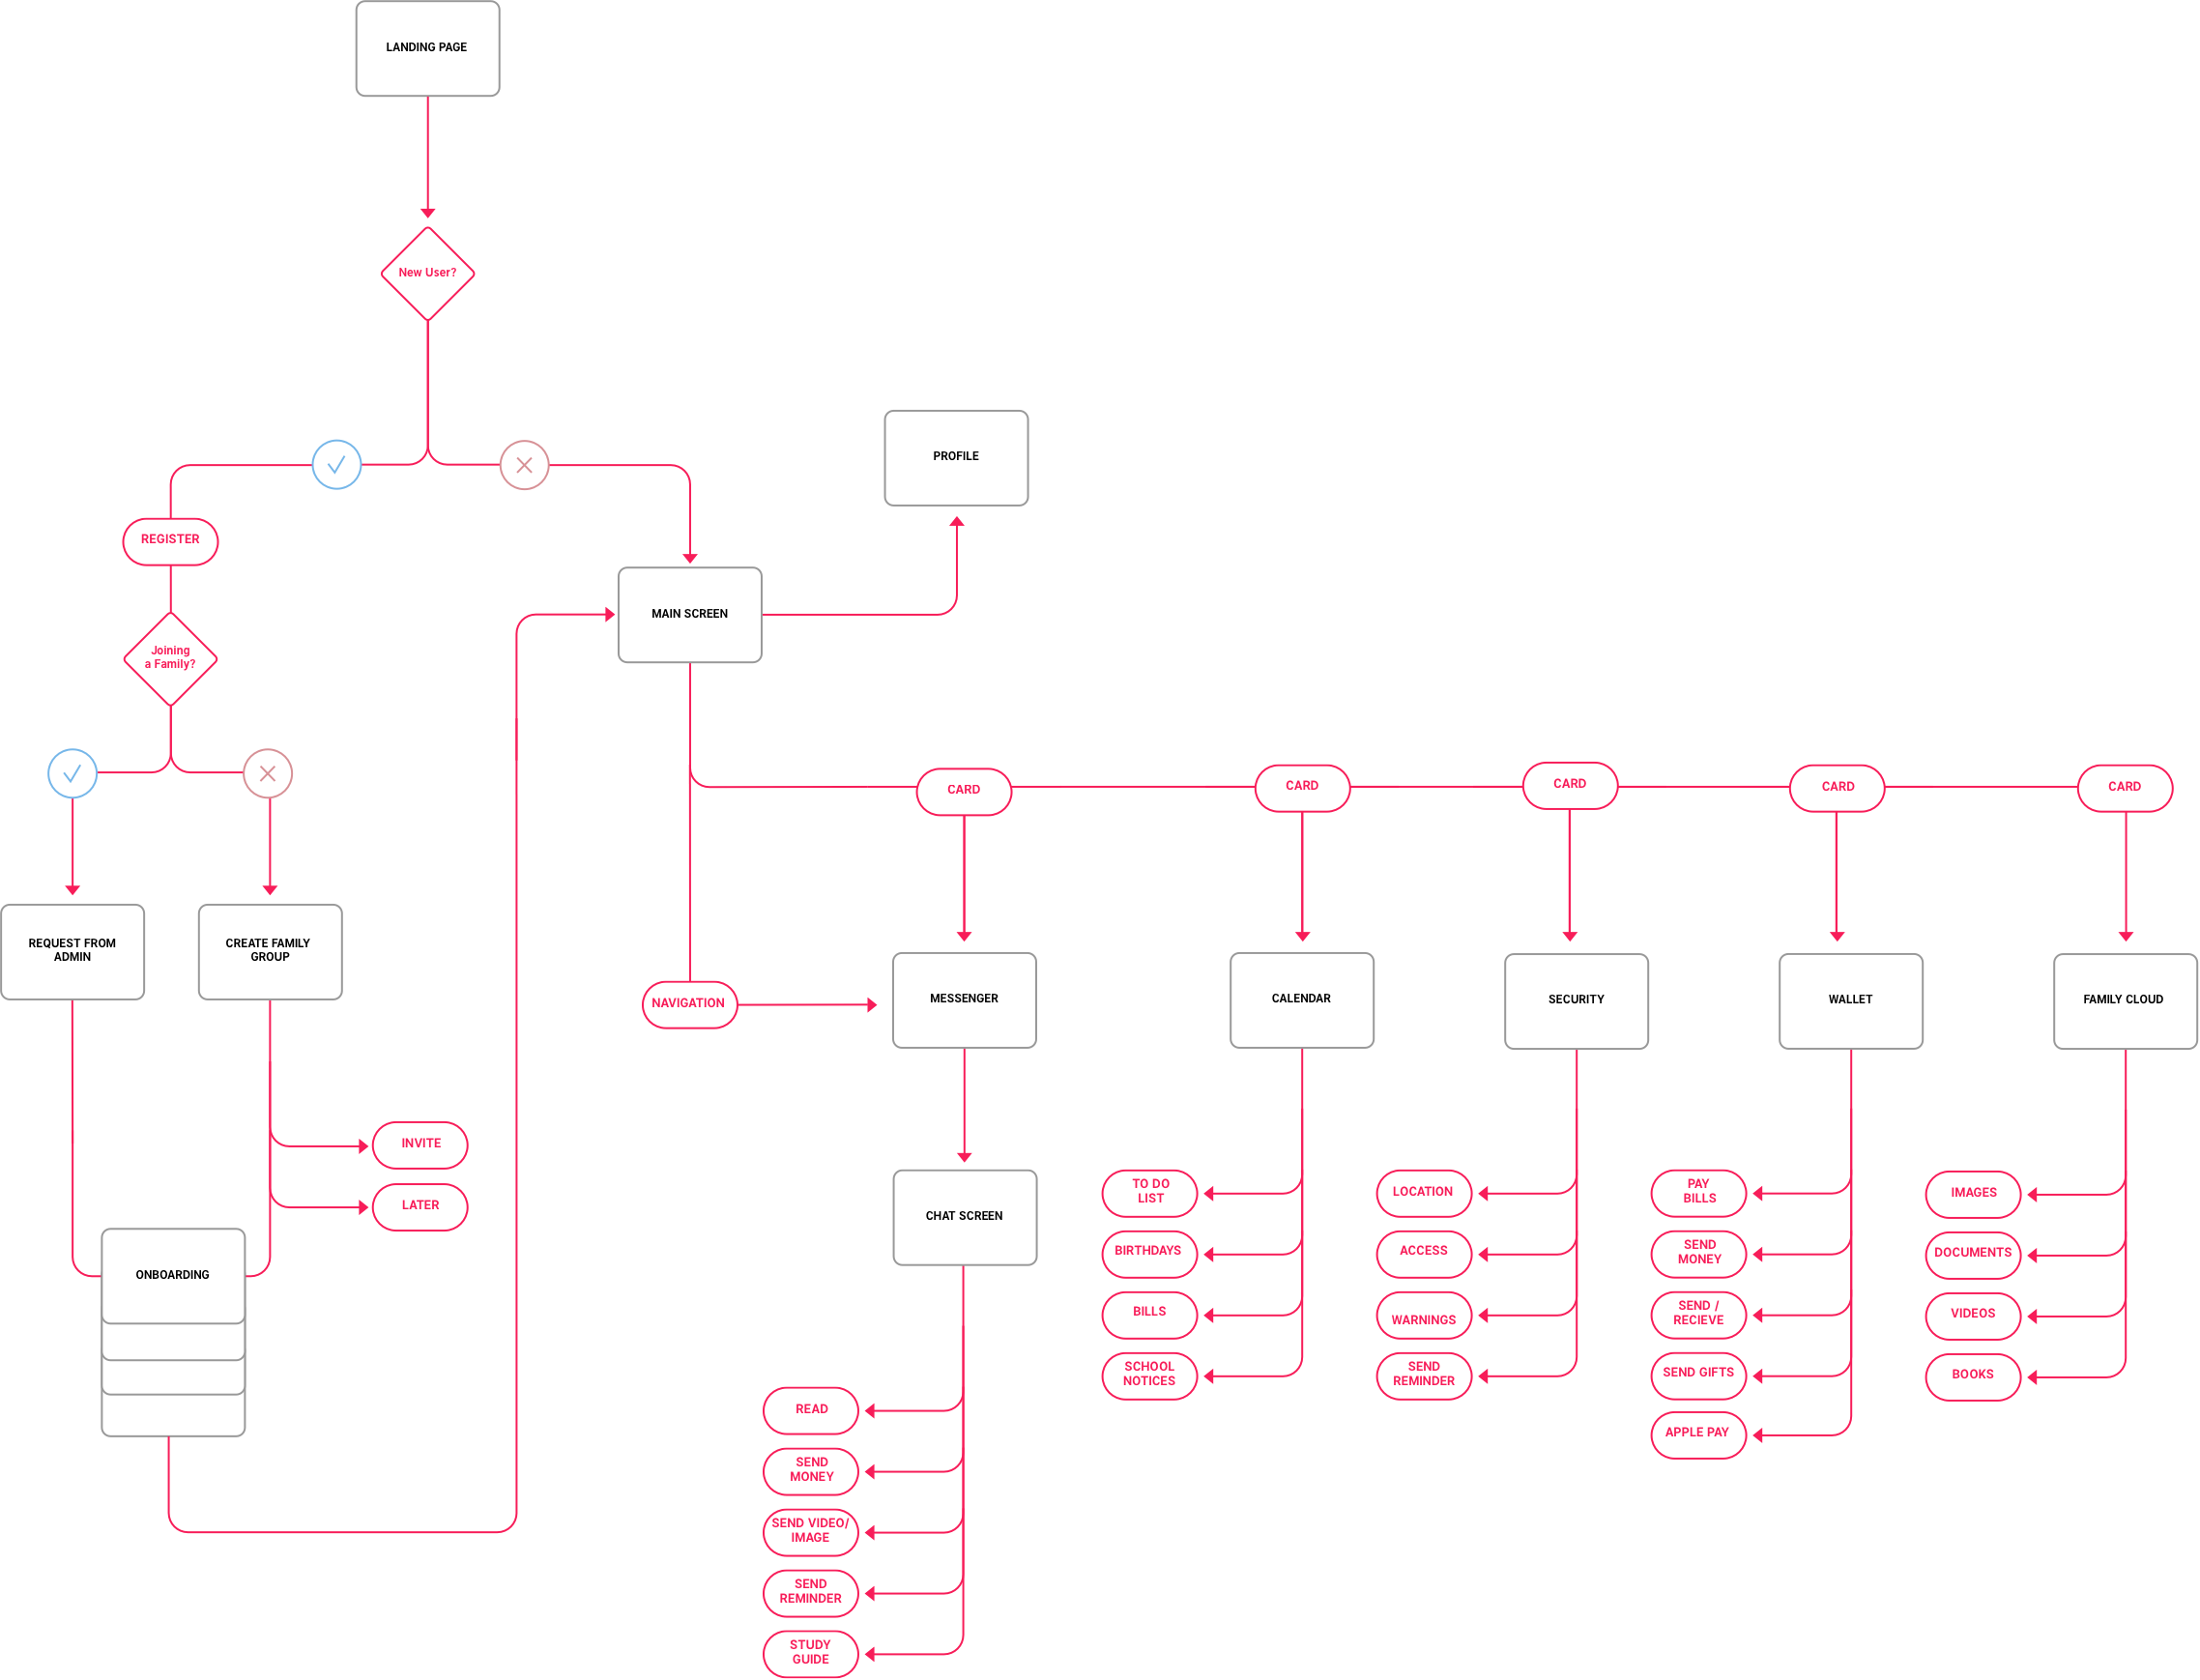 LANDING PAGE
New User?
PROFILE
REGISTER
MAIN SCREEN
Joining
a Family?
CARD
CARD
CARD
CARD
CARD
REQUEST FROM
ADMIN
CREATE FAMILY
GROUP
NAVIGATION
MESSENGER
CALENDAR
SECURITY
WALLET
FAMILY CLOUD
INVITE
LATER
ONBOARDING
CHAT SCREEN
READ
SEND
MONEY
SEND VIDEO/
IMAGE
SEND
REMINDER
STUDY
GUIDE
TO DO
LIST
BIRTHDAYS
BILLS
SCHOOL
NOTICES
LOCATION
ACCESS
WARNINGS
SEND
REMINDER
PAY
BILLS
SEND
MONEY
SEND /
RECIEVE
SEND GIFTS
APPLE PAY
IMAGES
DOCUMENTS
VIDEOS
BOOKS